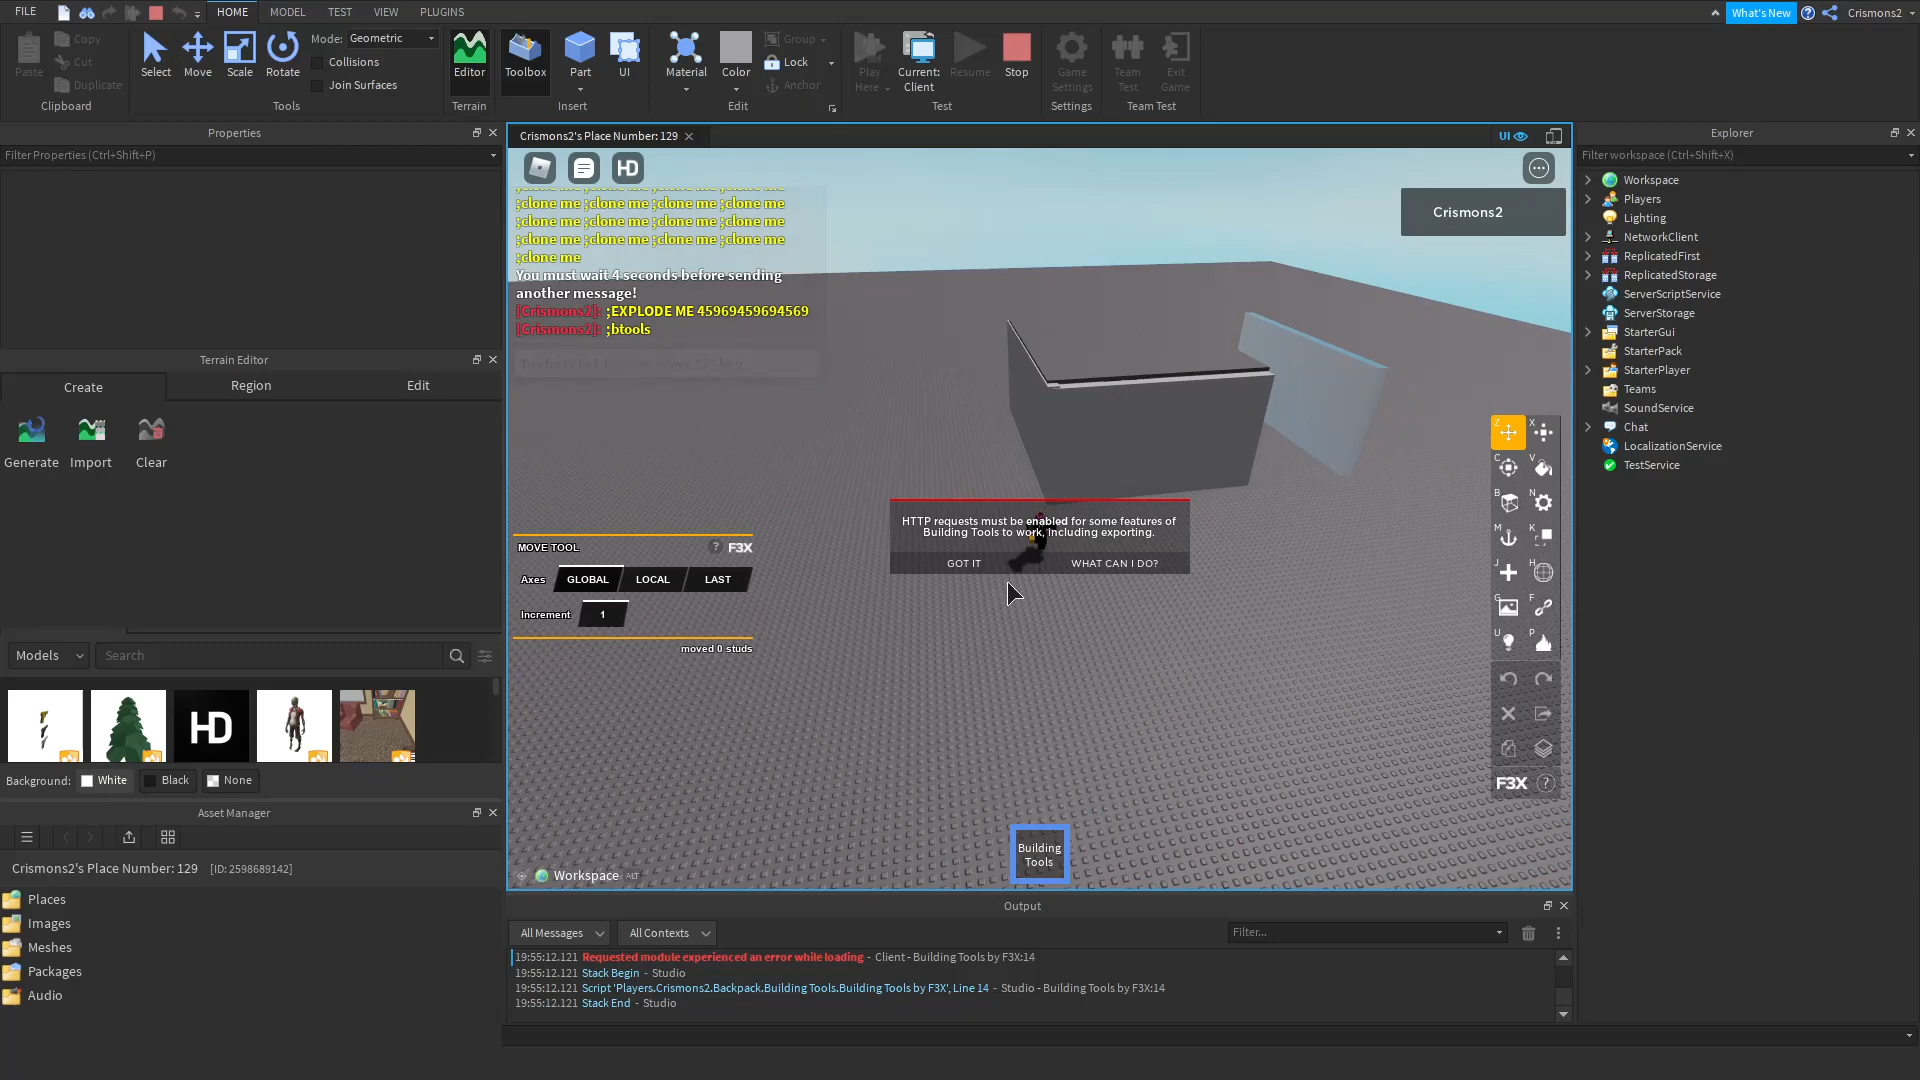 FILE
HOME
MODEL
TEST
VIEW
PLUGINS
What's New
Crismons2
Paste
Copy
Cut
Duplicate
Clipboard
Select
Move
Scale
Rotate
Mode: Geometric
Collisions
Join Surfaces
Tools
Editor
Terrain
Toolbox
Part
UI
Insert
Material
Color
Group
Lock
Anchor
Edit
Play
Here
Current:
Client
Resume
Stop
Test
Game
Settings
Settings
Team
Test
Exit
Game
Team Test
Properties
Filter Properties (Ctrl+Shift+P)
Terrain Editor
Create
Region
Edit
Generate
Import
Clear
Models
Search
HD
Background:
White
Black
None
Asset Manager
Crismons2's Place Number: 129 [ID: 2598689142]
Places
Images
Meshes
Packages
Audio
Crismons2's Place Number: 129
UI
HD
;clone me ;clone me ;clone me ;clone me
;clone me ;clone me ;clone me ;clone me
;clone me ;clone me ;clone me ;clone me
;clone me ;clone me ;clone me ;clone me
;clone me
You must wait 4 seconds before sending
another message!
[Crismons2]: ;EXPLODE ME 45969459694569
[Crismons2]: ;btools
Crismons2
MOVE TOOL
? F3X
Axes
GLOBAL
LOCAL
LAST
Increment
1
moved 0 studs
HTTP requests must be enabled for some features of
Building Tools to work, including exporting.
GOT IT
WHAT CAN I DO?
Z
X
C
V
B
N
M
K
J
H
G
F
U
P
F3X ?
Building
Tools
Workspace ALT
Output
All Messages
All Contexts
Filter...
19:55:12.121 Requested module experienced an error while loading - Client - Building Tools by F3X:14
19:55:12.121 Stack Begin - Studio
19:55:12.121 Script 'Players.Crismons2.Backpack.Building Tools.Building Tools by F3X', Line 14 - Studio - Building Tools by F3X:14
19:55:12.121 Stack End - Studio
Explorer
Filter workspace (Ctrl+Shift+X)
Workspace
Players
Lighting
NetworkClient
ReplicatedFirst
ReplicatedStorage
ServerScriptService
ServerStorage
StarterGui
StarterPack
StarterPlayer
Teams
SoundService
Chat
LocalizationService
TestService